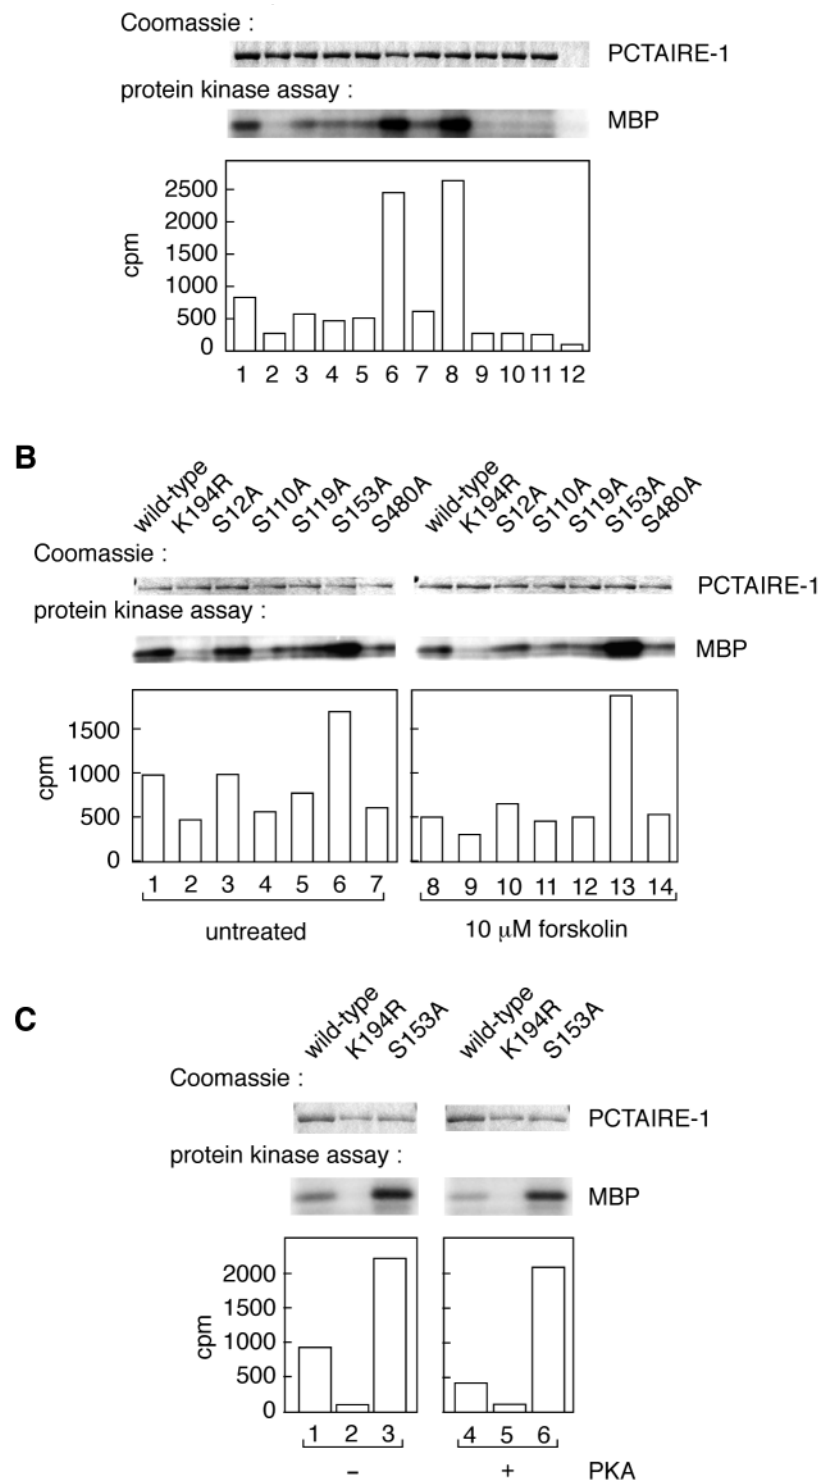 Coomassie :
PCTAIRE-1
protein kinase assay :
MBP
2500
2000
1500
1000
500
0
cpm
1 2 3 4 5 6 7 8 9 10 11 12
B
wild-type K194R S12A S110A S119A S153A S480A wild-type K194R S12A S110A S119A S153A S480A
Coomassie :
PCTAIRE-1
protein kinase assay :
MBP
1500
1000
500
0
cpm
1 2 3 4 5 6 7 8 9 10 11 12 13 14
untreated 10 μM forskolin
C
wild-type K194R S153A wild-type K194R S153A
Coomassie :
PCTAIRE-1
protein kinase assay :
MBP
2000
1500
1000
500
0
cpm
1 2 3 4 5 6
– + PKA